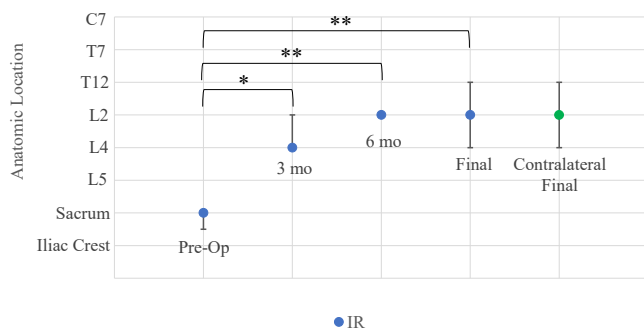 C7
**
T7
**
T12
*
L2
L4
L5
Sacrum
Iliac Crest
Anatomic Location
3 mo
6 mo
Final
Contralateral
Final
Pre-Op
IR